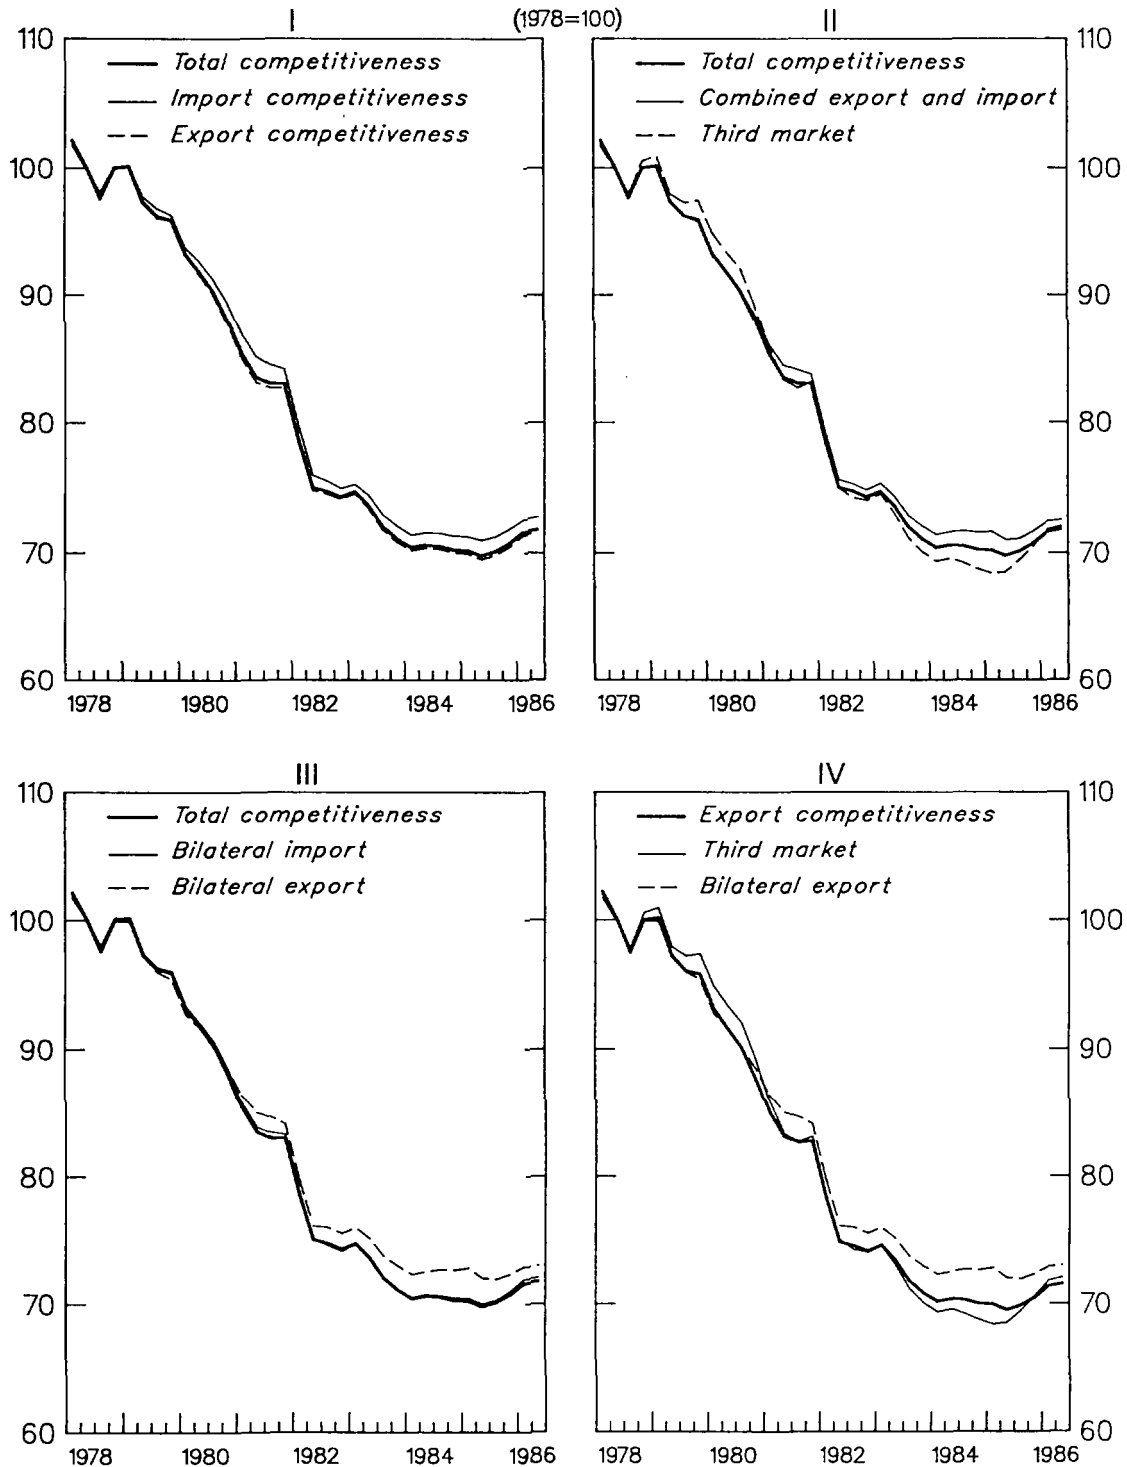 (1978=100)
I
Total competitiveness
Import competitiveness
Export competitiveness
110
100
90
80
70
60
1978 1980 1982 1984 1986
II
Total competitiveness
Combined export and import
Third market
110
100
90
80
70
60
1978 1980 1982 1984 1986
III
Total competitiveness
Bilateral import
Bilateral export
110
100
90
80
70
60
1978 1980 1982 1984 1986
IV
Export competitiveness
Third market
Bilateral export
110
100
90
80
70
60
1978 1980 1982 1984 1986